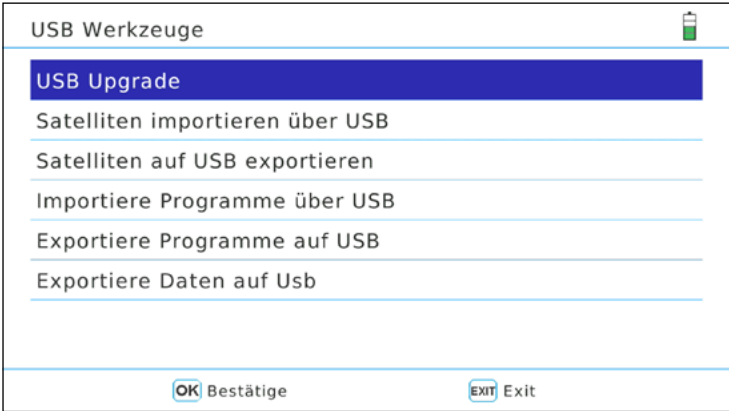 USB Werkzeuge
USB Upgrade
Satelliten importieren über USB
Satelliten auf USB exportieren
Importiere Programme über USB
Exportiere Programme auf USB
Exportiere Daten auf Usb
OK Bestätige EXIT Exit